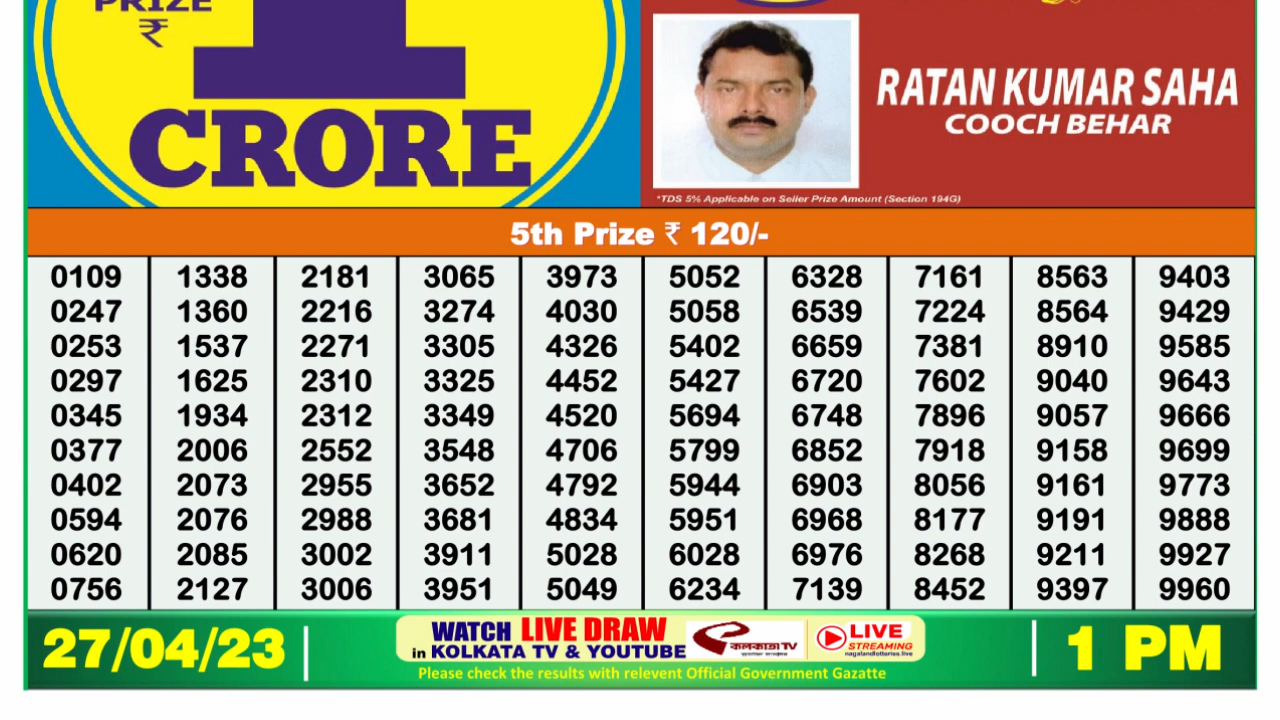 PRIZE
₹
1
CRORE
RATAN KUMAR SAHA
COOCH BEHAR
*TDS 5% Applicable on Seller Prize Amount (Section 194G)
5th Prize ₹ 120/-
0109 1338 2181 3065 3973 5052 6328 7161 8563 9403
0247 1360 2216 3274 4030 5058 6539 7224 8564 9429
0253 1537 2271 3305 4326 5402 6659 7381 8910 9585
0297 1625 2310 3325 4452 5427 6720 7602 9040 9643
0345 1934 2312 3349 4520 5694 6748 7896 9057 9666
0377 2006 2552 3548 4706 5799 6852 7918 9158 9699
0402 2073 2955 3652 4792 5944 6903 8056 9161 9773
0594 2076 2988 3681 4834 5951 6968 8177 9191 9888
0620 2085 3002 3911 5028 6028 6976 8268 9211 9927
0756 2127 3006 3951 5049 6234 7139 8452 9397 9960
27/04/23
WATCH LIVE DRAW
in KOLKATA TV & YOUTUBE
কলকাতা TV
LIVE
STREAMING
nagalandlotteries.live
Please check the results with relevent Official Government Gazatte
1 PM